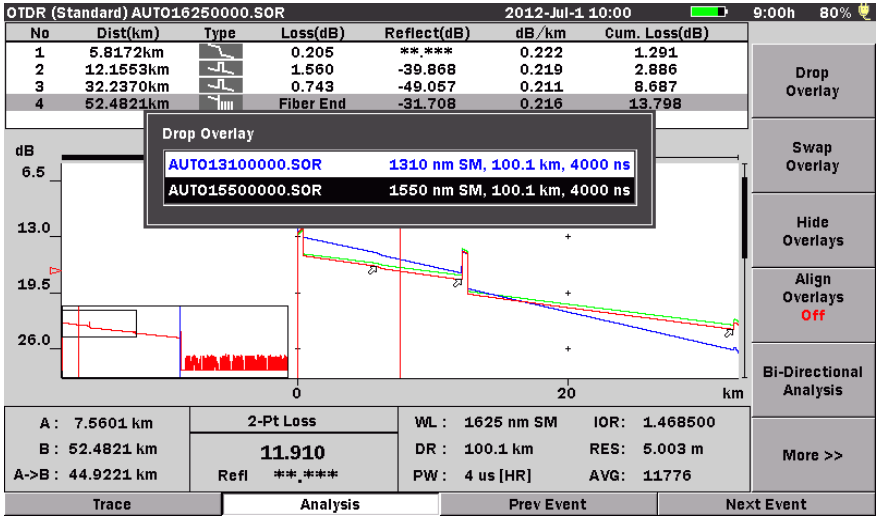 OTDR (Standard) AUTO16250000.SOR 2012-Jul-1 10:00 9:00h 80%
No Dist(km) Type Loss(dB) Reflect(dB) dB/km Cum. Loss(dB)
1 5.8172km 0.205 **.*** 0.222 1.291
2 12.1553km 1.560 -39.868 0.219 2.886
3 32.2370km 0.743 -49.057 0.211 8.687
4 52.4821km Fiber End -31.708 0.216 13.798
Drop Overlay
AUTO13100000.SOR 1310 nm SM, 100.1 km, 4000 ns
AUTO15500000.SOR 1550 nm SM, 100.1 km, 4000 ns
dB
6.5
13.0
19.5
26.0
0 20 km
Drop
Overlay
Swap
Overlay
Hide
Overlays
Align
Overlays
Off
Bi-Directional
Analysis
More >>
A: 7.5601 km
B: 52.4821 km
A->B: 44.9221 km
2-Pt Loss
11.910
Refl **.***
WL: 1625 nm SM IOR: 1.468500
DR: 100.1 km RES: 5.003 m
PW: 4 us [HR] AVG: 11776
Trace Analysis Prev Event Next Event